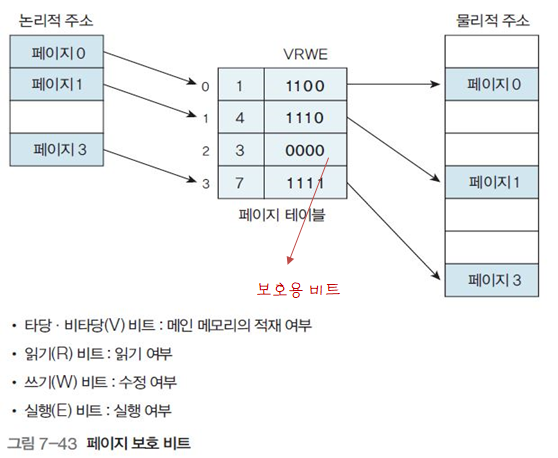 논리적 주소
물리적 주소
페이지 0
페이지 1
페이지 3
VRWE
0 1 1100
1 4 1110
2 3 0000
3 7 1111
페이지 테이블
보호용 비트
페이지 0
페이지 1
페이지 3
• 타당 · 비타당(V) 비트 : 메인 메모리의 적재 여부
• 읽기(R) 비트 : 읽기 여부
• 쓰기(W) 비트 : 수정 여부
• 실행(E) 비트 : 실행 여부
그림 7-43 페이지 보호 비트